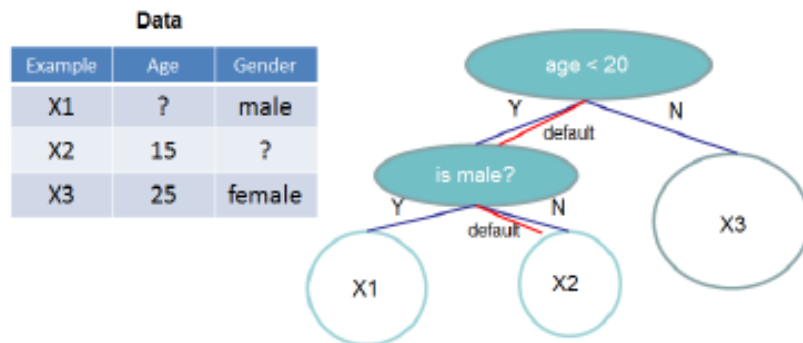 Data
Example Age Gender
X1 ? male
X2 15 ?
X3 25 female
age < 20
Y
default
N
is male?
Y
default
N
X1
X2
X3